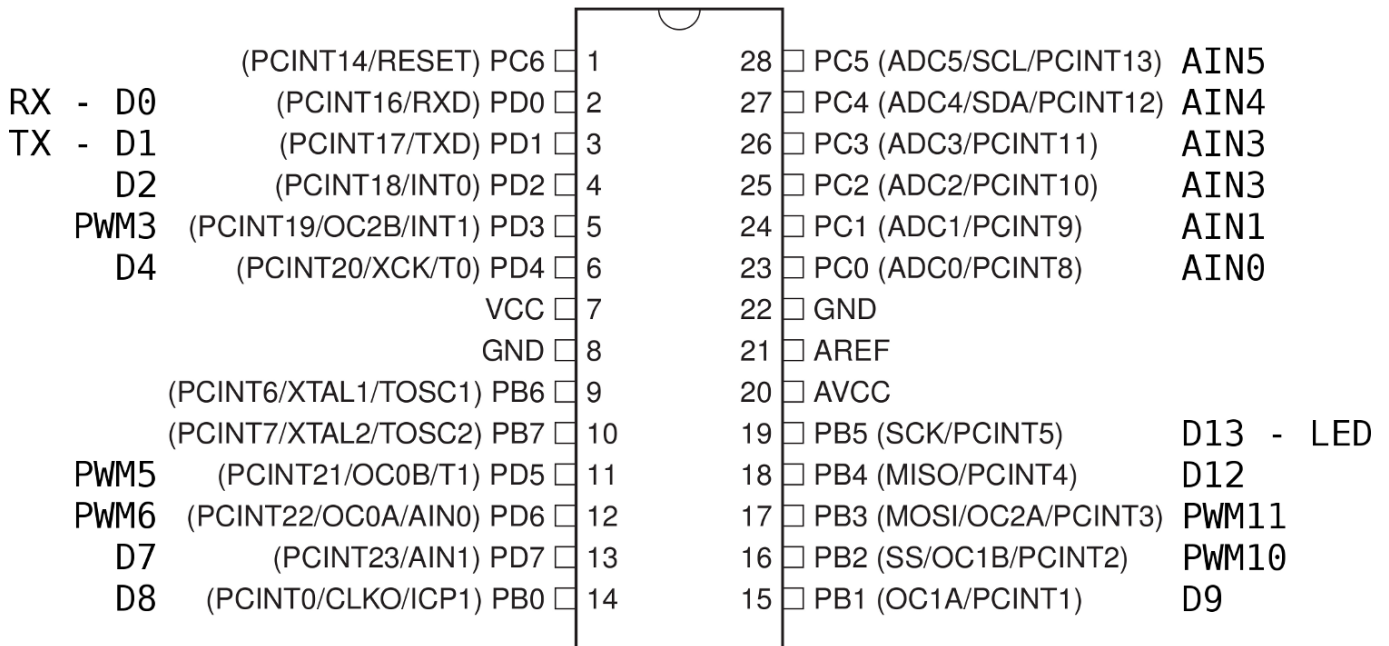 (PCINT14/RESET) PC6 1 28 PC5 (ADC5/SCL/PCINT13) AIN5
RX - D0 (PCINT16/RXD) PD0 2 27 PC4 (ADC4/SDA/PCINT12) AIN4
TX - D1 (PCINT17/TXD) PD1 3 26 PC3 (ADC3/PCINT11) AIN3
D2 (PCINT18/INT0) PD2 4 25 PC2 (ADC2/PCINT10) AIN3
PWM3 (PCINT19/OC2B/INT1) PD3 5 24 PC1 (ADC1/PCINT9) AIN1
D4 (PCINT20/XCK/T0) PD4 6 23 PC0 (ADC0/PCINT8) AIN0
VCC 7 22 GND
GND 8 21 AREF
(PCINT6/XTAL1/TOSC1) PB6 9 20 AVCC
(PCINT7/XTAL2/TOSC2) PB7 10 19 PB5 (SCK/PCINT5) D13 - LED
PWM5 (PCINT21/OC0B/T1) PD5 11 18 PB4 (MISO/PCINT4) D12
PWM6 (PCINT22/OC0A/AIN0) PD6 12 17 PB3 (MOSI/OC2A/PCINT3) PWM11
D7 (PCINT23/AIN1) PD7 13 16 PB2 (SS/OC1B/PCINT2) PWM10
D8 (PCINT0/CLKO/ICP1) PB0 14 15 PB1 (OC1A/PCINT1) D9